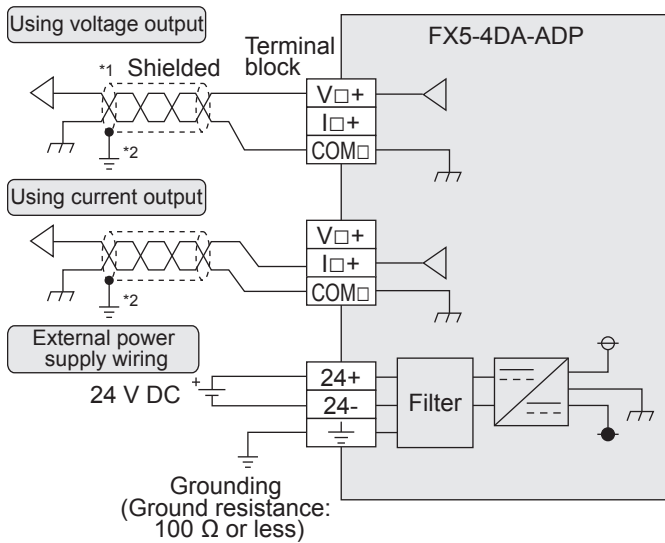 Using voltage output
FX5-4DA-ADP
Terminal
block
*1 Shielded
V□+
I□+
COM□
*2
Using current output
V□+
I□+
COM□
*2
External power
supply wiring
24 V DC
+
24+
24-
Filter
Grounding
(Ground resistance:
100 Ω or less)